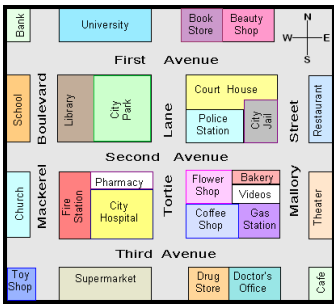 Bank
University
Book
Store
Beauty
Shop
N
W
E
S
First Avenue
School
Boulevard
Library
City
Park
Lane
Court House
Police
Station
City
Jail
Street
Restaurant
Second Avenue
Church
Mackerel
Fire
Station
Pharmacy
City
Hospital
Tortie
Flower
Shop
Bakery
Videos
Coffee
Shop
Gas
Station
Mallory
Theater
Third Avenue
Toy
Shop
Supermarket
Drug
Store
Doctor's
Office
Cafe